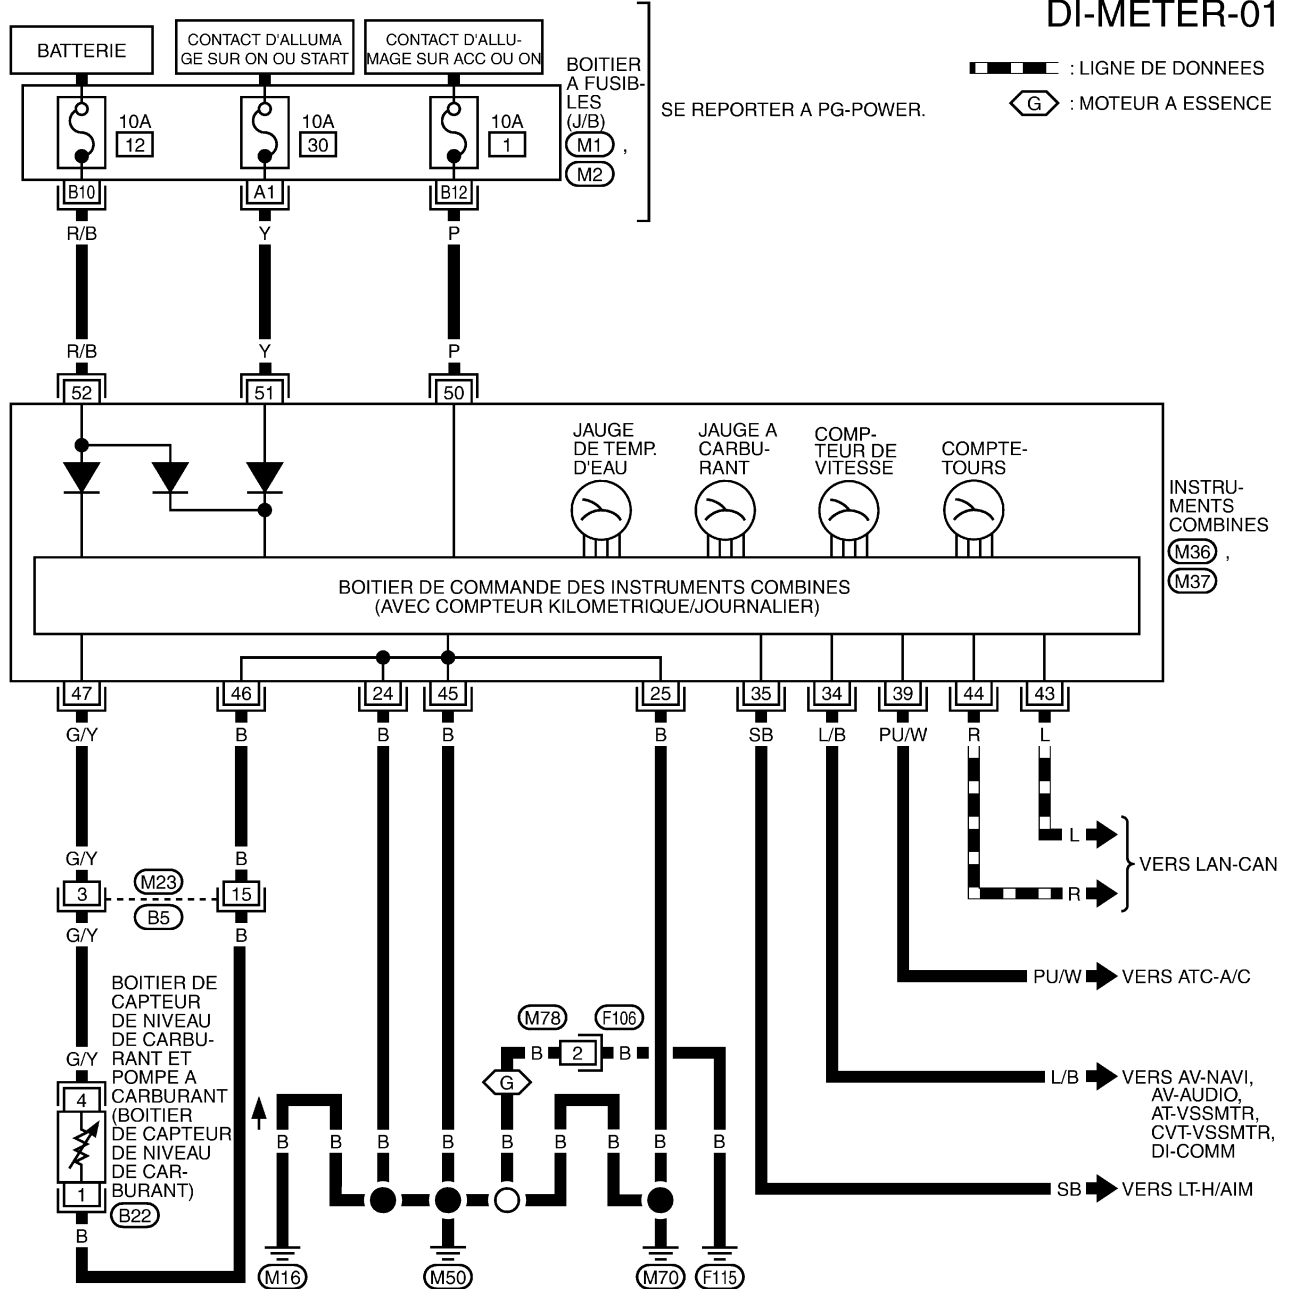 DI-METER-01
BATTERIE
CONTACT D'ALLUMA
GE SUR ON OU START
CONTACT D'ALLU-
MAGE SUR ACC OU ON
: LIGNE DE DONNEES
G : MOTEUR A ESSENCE
BOITIER
A FUSIB-
LES
(J/B)
M1 ,
M2
SE REPORTER A PG-POWER.
10A
12
10A
30
10A
1
B10
A1
B12
R/B
Y
P
R/B
Y
P
52
51
50
JAUGE
DE TEMP.
D'EAU
JAUGE A
CARBU-
RANT
COMP-
TEUR DE
VITESSE
COMPTE-
TOURS
INSTRU-
MENTS
COMBINES
M36 ,
M37
BOITIER DE COMMANDE DES INSTRUMENTS COMBINES
(AVEC COMPTEUR KILOMETRIQUE/JOURNALIER)
47
46
24
45
25
35
34
39
44
43
G/Y
B
B
B
B
SB
L/B
PU/W
R
L
L
VERS LAN-CAN
R
G/Y
B
3
M23
B5
15
G/Y
B
PU/W
VERS ATC-A/C
BOITIER DE
CAPTEUR
DE NIVEAU
DE CARBU-
RANT ET
POMPE A
CARBURANT
(BOITIER
DE CAPTEUR
DE NIVEAU
DE CAR-
BURANT)
B22
G/Y
4
1
B
M78
F106
B
2
B
G
L/B
VERS AV-NAVI,
AV-AUDIO,
AT-VSSMTR,
CVT-VSSMTR,
DI-COMM
B
B
B
B
B
B
B
B
B
SB
VERS LT-H/AIM
M16
M50
M70
F115